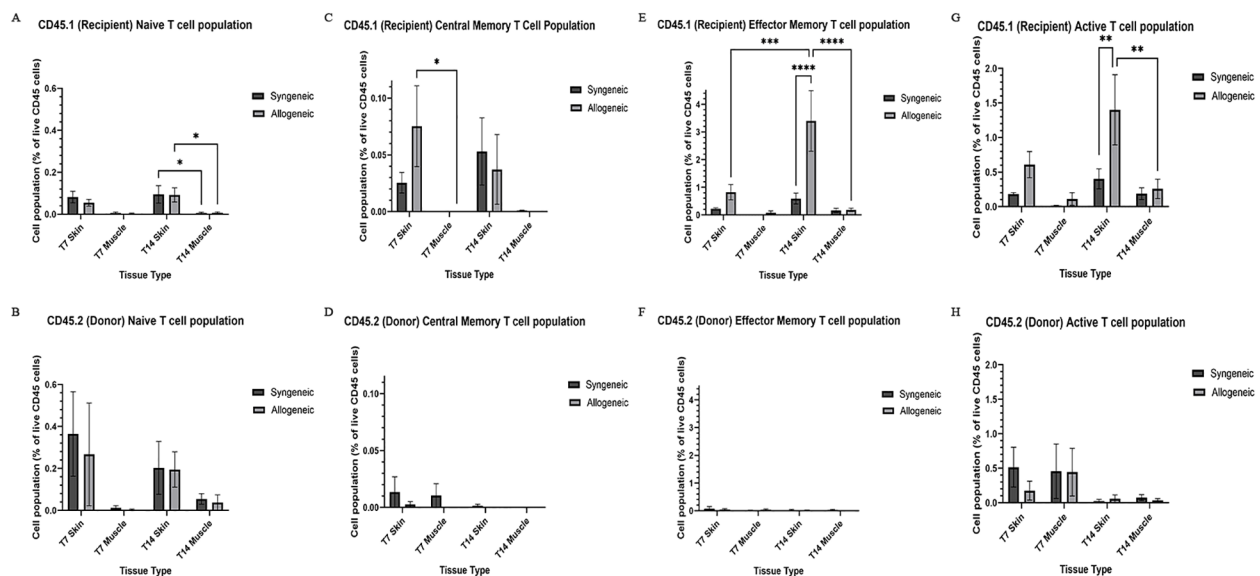 A
CD45.1 (Recipient) Naive T cell population
Cell population (% of live CD45 cells)
0.6
0.4
0.2
0.0
*
*
Syngeneic
Allogeneic
T7 Skin
T7 Muscle
T14 Skin
T14 Muscle
Tissue Type
C
CD45.1 (Recipient) Central Memory T Cell Population
Cell population (% of live CD45 cells)
0.10
0.05
0.00
*
Syngeneic
Allogeneic
T7 Skin
T7 Muscle
T14 Skin
T14 Muscle
Tissue Type
E
CD45.1 (Recipient) Effector Memory T cell population
Cell population (% of live CD45 cells)
4
3
2
1
0
***
****
****
Syngeneic
Allogeneic
T7 Skin
T7 Muscle
T14 Skin
T14 Muscle
Tissue Type
G
CD45.1 (Recipient) Active T cell population
Cell population (% of live CD45 cells)
2.0
1.5
1.0
0.5
0.0
**
**
Syngeneic
Allogeneic
T7 Skin
T7 Muscle
T14 Skin
T14 Muscle
Tissue Type
B
CD45.2 (Donor) Naive T cell population
Cell population (% of live CD45 cells)
0.6
0.4
0.2
0.0
Syngeneic
Allogeneic
T7 Skin
T7 Muscle
T14 Skin
T14 Muscle
Tissue Type
D
CD45.2 (Donor) Central Memory T cell population
Cell population (% of live CD45 cells)
0.10
0.05
0.00
Syngeneic
Allogeneic
T7 Skin
T7 Muscle
T14 Skin
T14 Muscle
Tissue Type
F
CD45.2 (Donor) Effector Memory T cell population
Cell population (% of live CD45 cells)
4
3
2
1
0
Syngeneic
Allogeneic
T7 Skin
T7 Muscle
T14 Skin
T14 Muscle
Tissue Type
H
CD45.2 (Donor) Active T cell population
Cell population (% of live CD45 cells)
2.0
1.5
1.0
0.5
0.0
Syngeneic
Allogeneic
T7 Skin
T7 Muscle
T14 Skin
T14 Muscle
Tissue Type